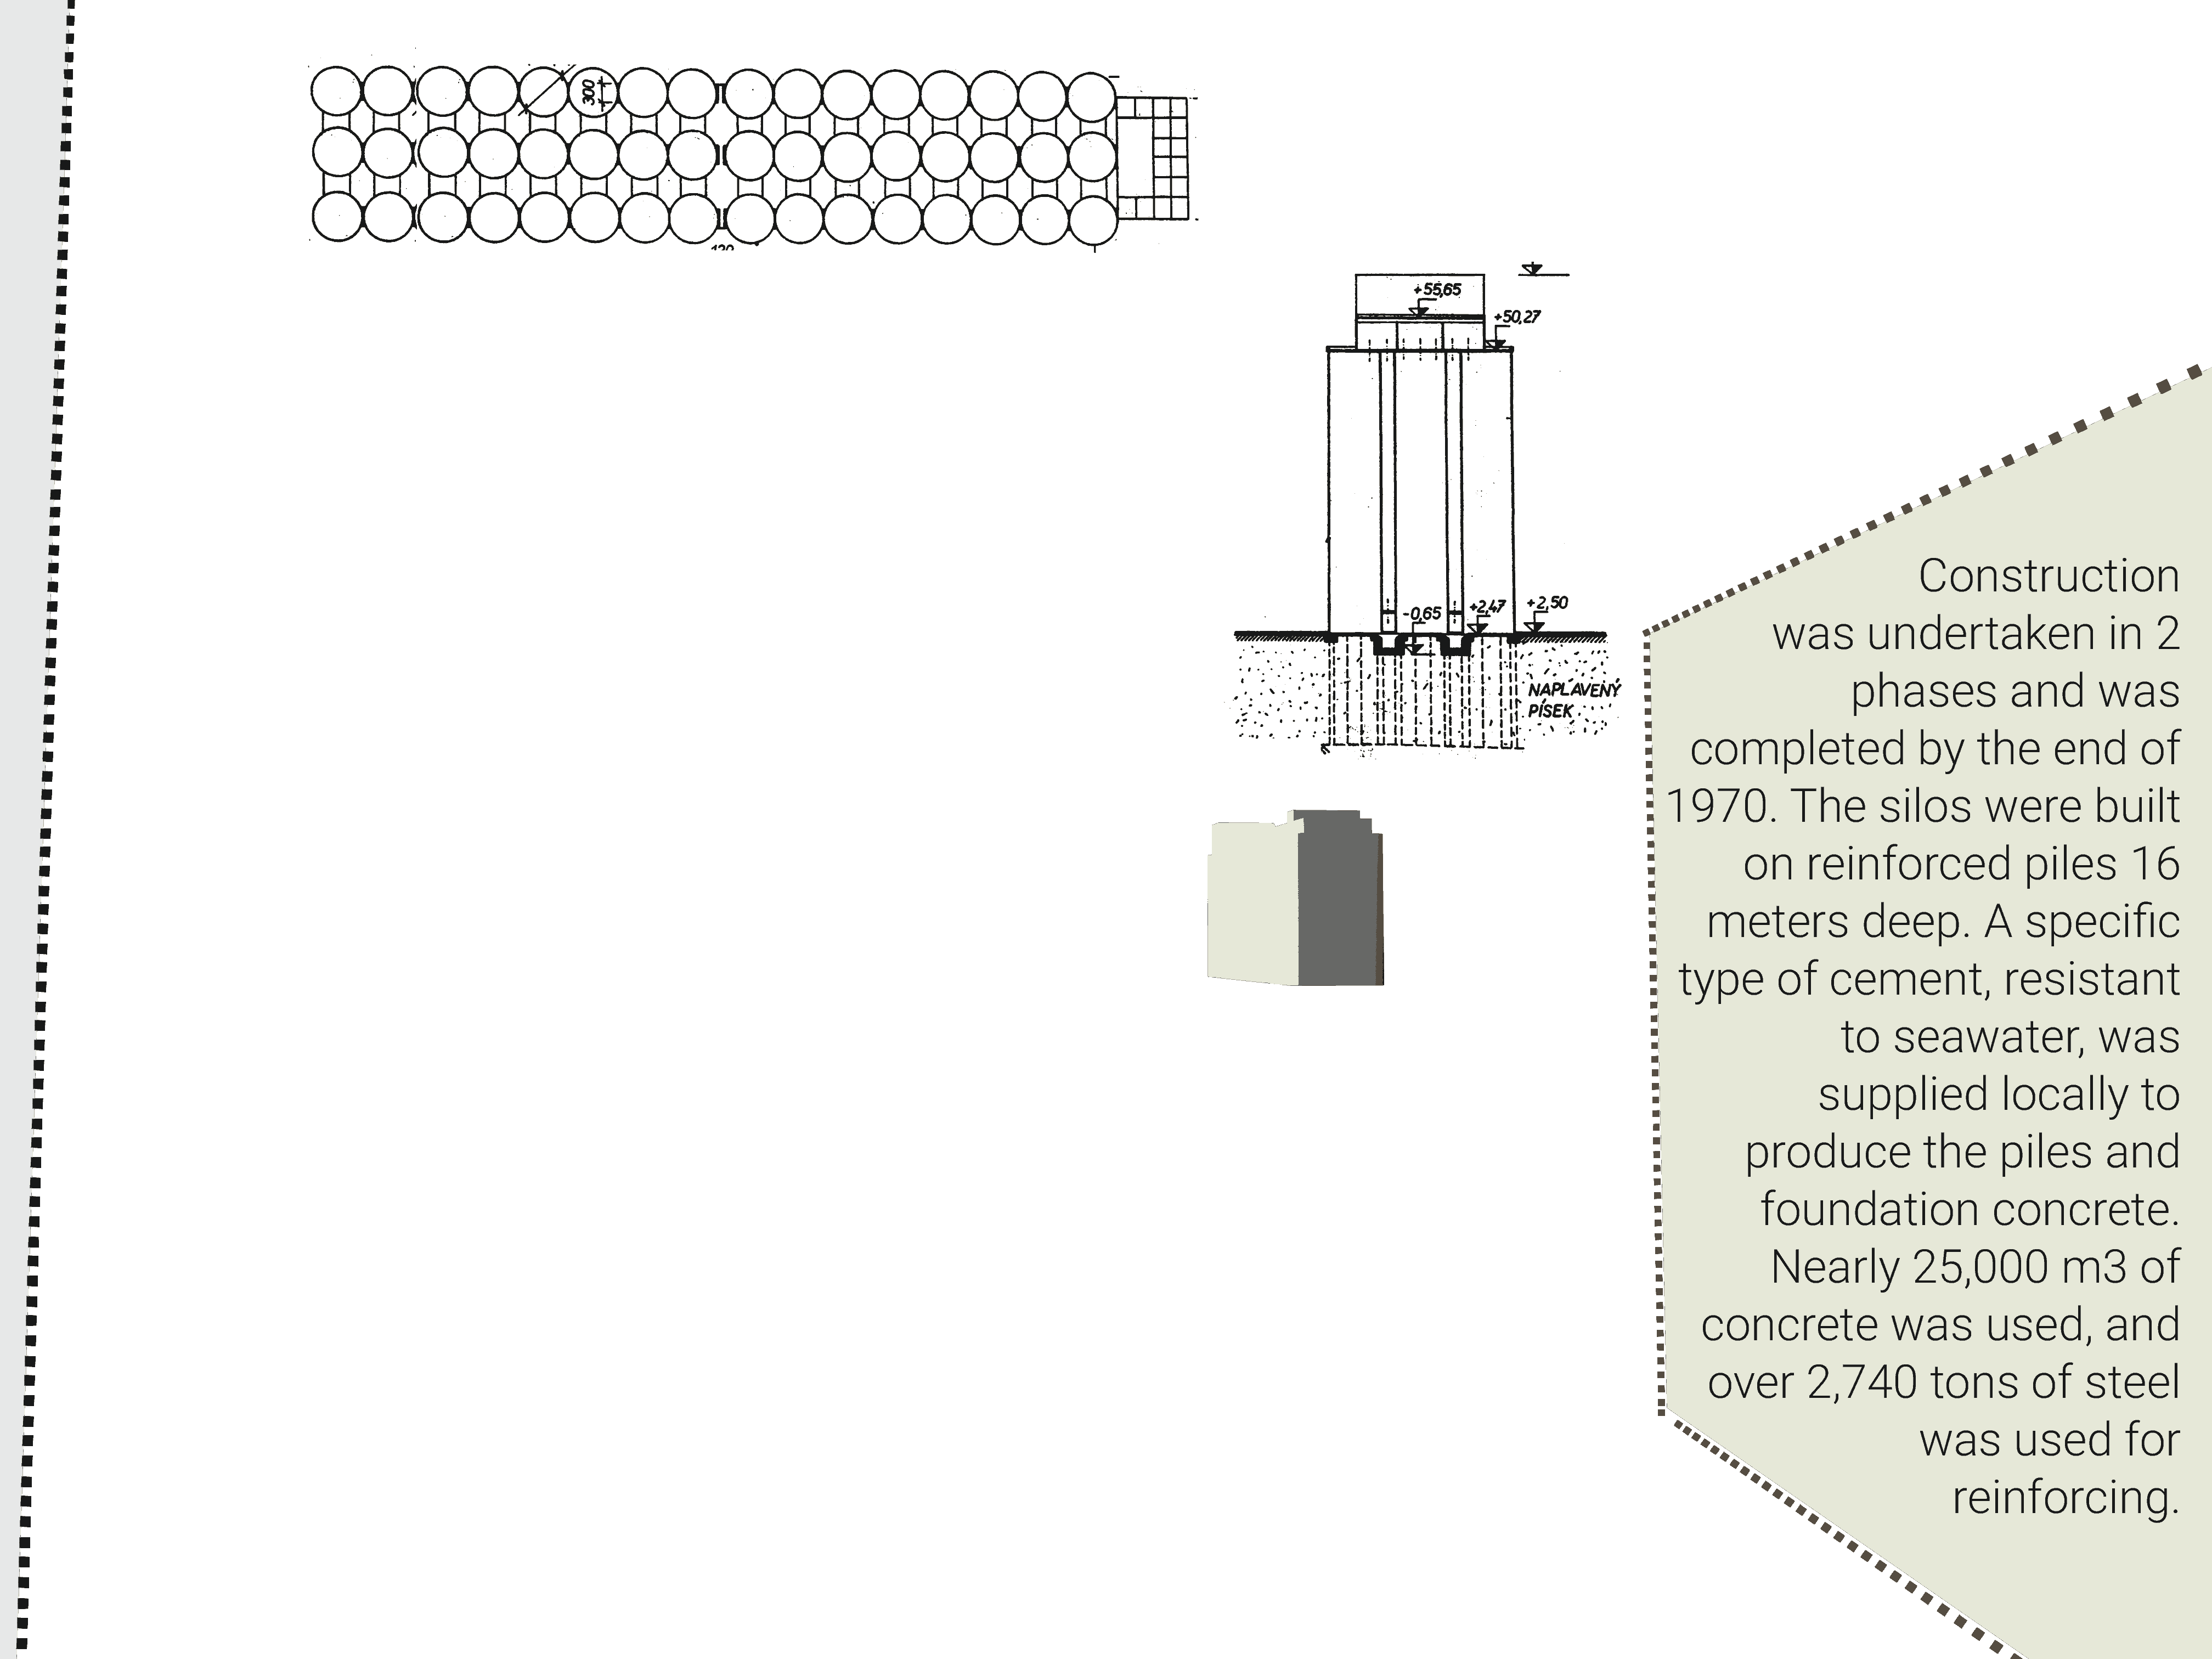 300
120
+55,65
+50,27
-0,65
+2,47
+2,50
NAPLAVENÝ
PÍSEK
Construction
was undertaken in 2
phases and was
completed by the end of
1970. The silos were built
on reinforced piles 16
meters deep. A specific
type of cement, resistant
to seawater, was
supplied locally to
produce the piles and
foundation concrete.
Nearly 25,000 m3 of
concrete was used, and
over 2,740 tons of steel
was used for
reinforcing.